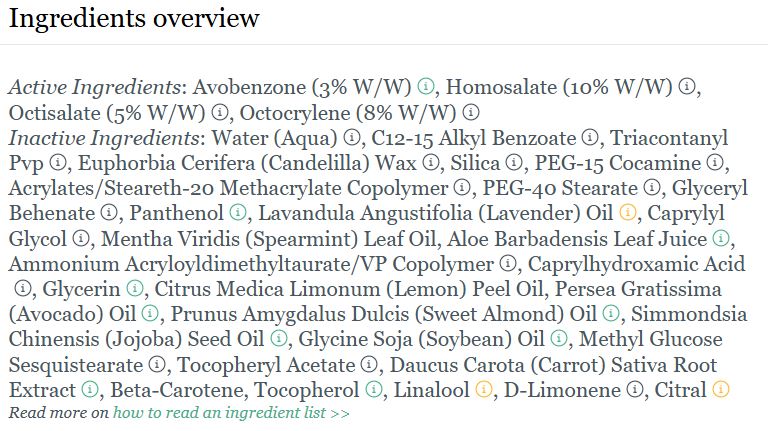 Ingredients overview
Active Ingredients: Avobenzone (3% W/W) ⓘ, Homosalate (10% W/W) ⓘ,
Octisalate (5% W/W) ⓘ, Octocrylene (8% W/W) ⓘ
Inactive Ingredients: Water (Aqua) ⓘ, C12-15 Alkyl Benzoate ⓘ, Triacontanyl
Pvp ⓘ, Euphorbia Cerifera (Candelilla) Wax ⓘ, Silica ⓘ, PEG-15 Cocamine ⓘ,
Acrylates/Steareth-20 Methacrylate Copolymer ⓘ, PEG-40 Stearate ⓘ, Glyceryl
Behenate ⓘ, Panthenol ⓘ, Lavandula Angustifolia (Lavender) Oil ⓘ, Caprylyl
Glycol ⓘ, Mentha Viridis (Spearmint) Leaf Oil, Aloe Barbadensis Leaf Juice ⓘ,
Ammonium Acryloyldimethyltaurate/VP Copolymer ⓘ, Caprylhydroxamic Acid
ⓘ, Glycerin ⓘ, Citrus Medica Limonum (Lemon) Peel Oil, Persea Gratissima
(Avocado) Oil ⓘ, Prunus Amygdalus Dulcis (Sweet Almond) Oil ⓘ, Simmondsia
Chinensis (Jojoba) Seed Oil ⓘ, Glycine Soja (Soybean) Oil ⓘ, Methyl Glucose
Sesquistearate ⓘ, Tocopheryl Acetate ⓘ, Daucus Carota (Carrot) Sativa Root
Extract ⓘ, Beta-Carotene, Tocopherol ⓘ, Linalool ⓘ, D-Limonene ⓘ, Citral ⓘ
Read more on how to read an ingredient list >>